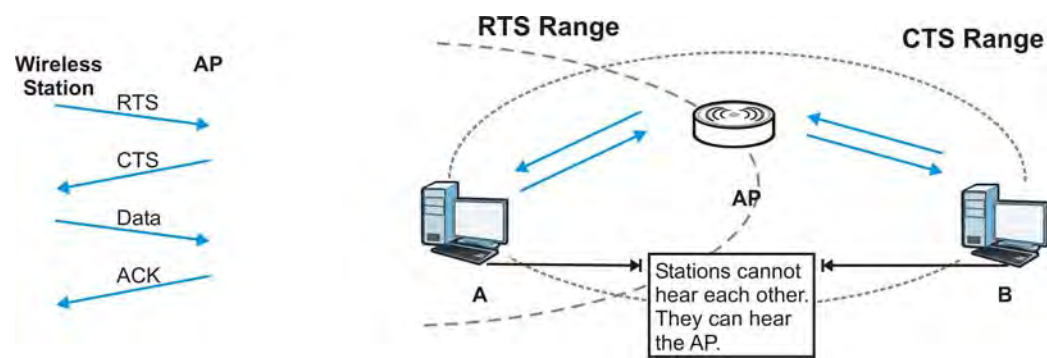 Wireless
Station
AP
RTS
CTS
Data
ACK
RTS Range
CTS Range
AP
A
B
Stations cannot
hear each other.
They can hear
the AP.